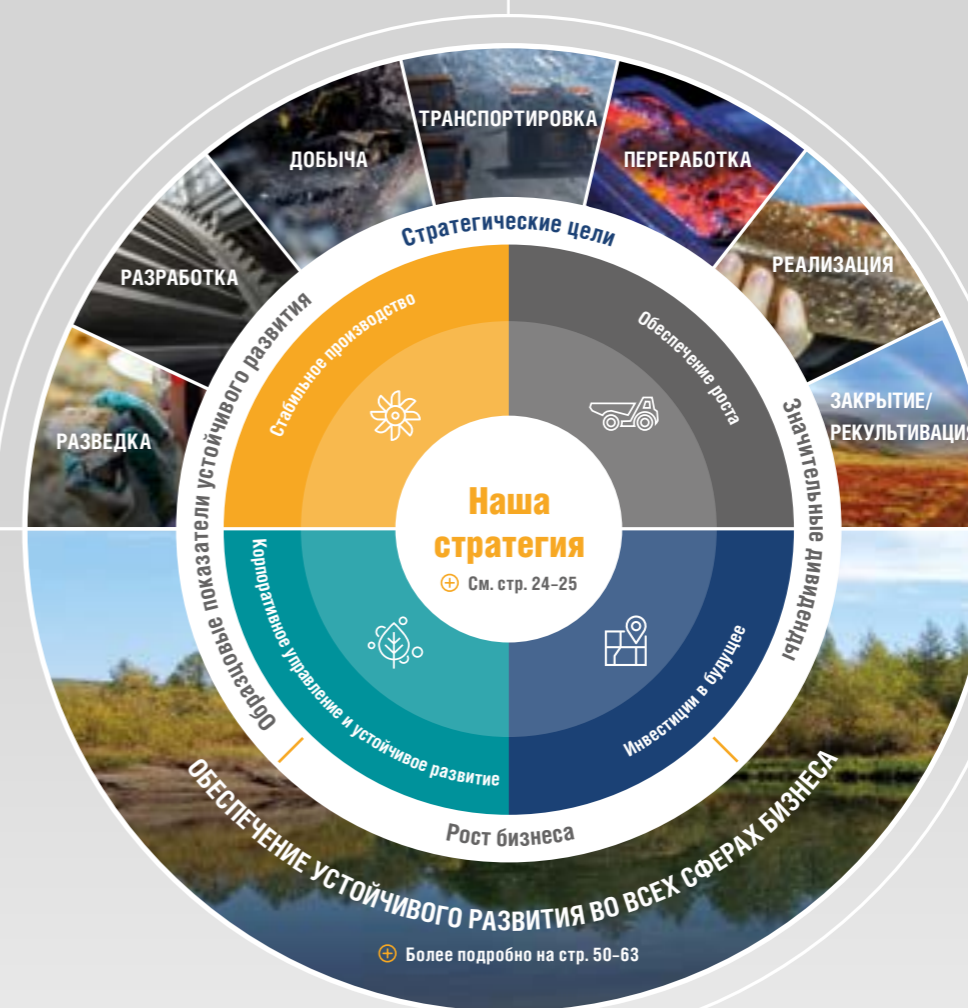 РАЗВЕДКА
РАЗРАБОТКА
ДОБЫЧА
ТРАНСПОРТИРОВКА
ПЕРЕРАБОТКА
РЕАЛИЗАЦИЯ
ЗАКРЫТИЕ/
РЕКУЛЬТИВАЦИЯ
Стратегические цели
Образцовые показатели устойчивого развития
Значительные дивиденды
Рост бизнеса
Стабильное производство
Обеспечение роста
Корпоративное управление и устойчивое развитие
Инвестиции в будущее
Наша
стратегия
См. стр. 24–25
ОБЕСПЕЧЕНИЕ УСТОЙЧИВОГО РАЗВИТИЯ ВО ВСЕХ СФЕРАХ БИЗНЕСА
Более подробно на стр. 50–63